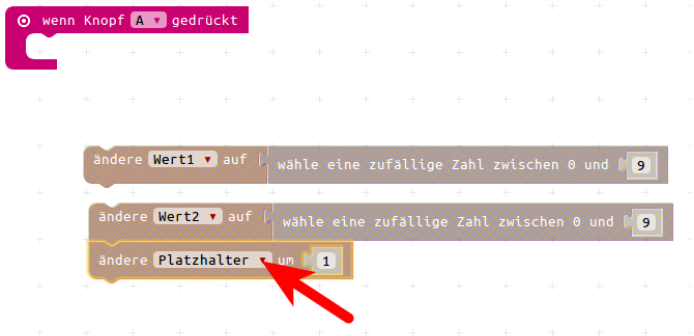 wenn Knopf A gedrückt
ändere Wert1 auf wähle eine zufällige Zahl zwischen 0 und 9
ändere Wert2 auf wähle eine zufällige Zahl zwischen 0 und 9
ändere Platzhalter um 1